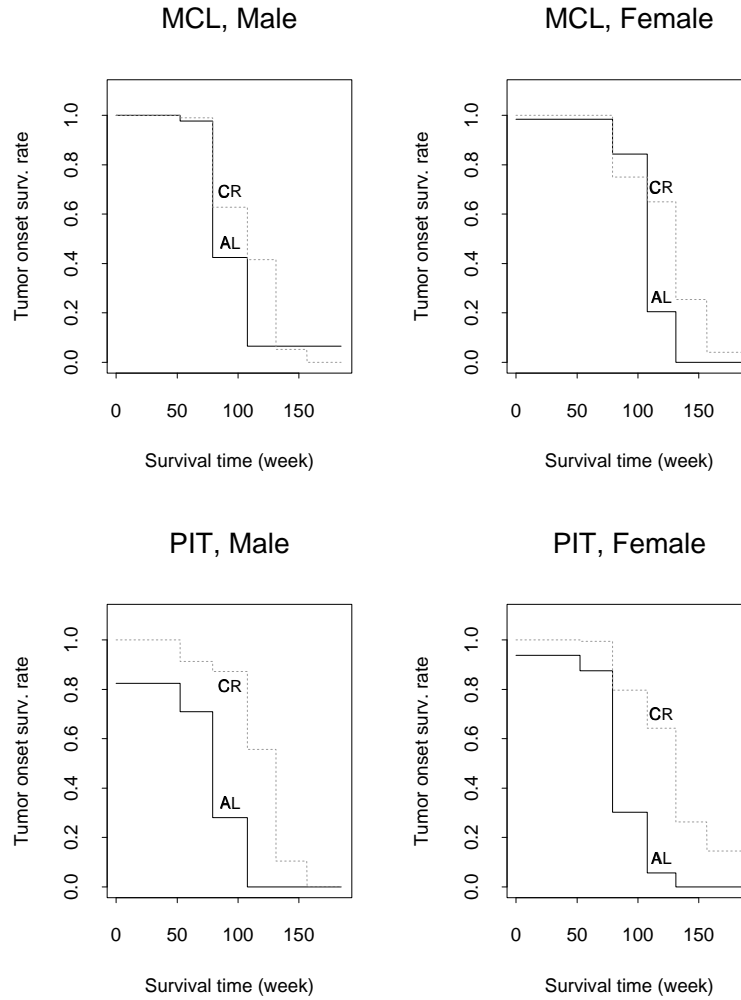 MCL, Male
Tumor onset surv. rate
1.0
0.8
0.6
0.4
0.2
0.0
CR
AL
0 50 100 150
Survival time (week)
MCL, Female
Tumor onset surv. rate
1.0
0.8
0.6
0.4
0.2
0.0
CR
AL
0 50 100 150
Survival time (week)
PIT, Male
Tumor onset surv. rate
1.0
0.8
0.6
0.4
0.2
0.0
CR
AL
0 50 100 150
Survival time (week)
PIT, Female
Tumor onset surv. rate
1.0
0.8
0.6
0.4
0.2
0.0
CR
AL
0 50 100 150
Survival time (week)